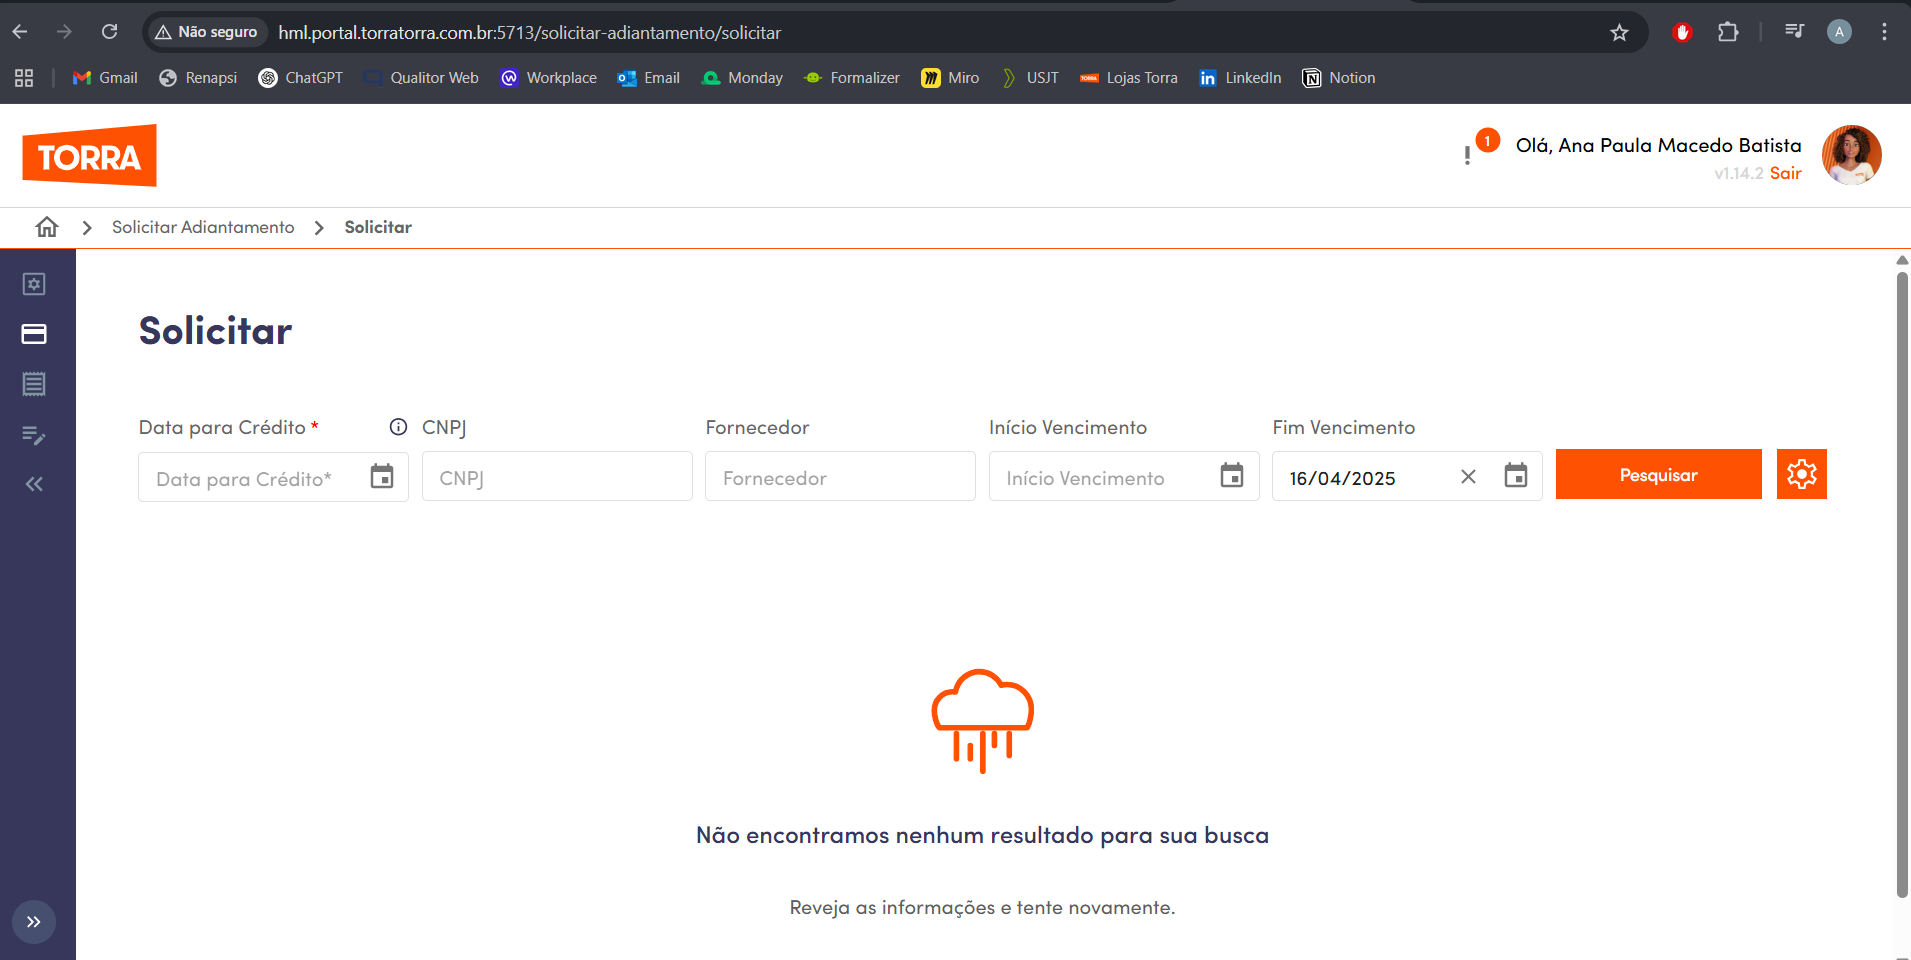 Não seguro
hml.portal.torratorra.com.br:5713/solicitar-adiantamento/solicitar
A
Gmail
Renapsi
ChatGPT
Qualitor Web
Workplace
Email
Monday
Formalizer
Miro
USJT
Lojas Torra
LinkedIn
Notion
TORRA
1
Olá, Ana Paula Macedo Batista
v1.14.2 Sair
Solicitar Adiantamento
Solicitar
Solicitar
Data para Crédito *
CNPJ
Fornecedor
Início Vencimento
Fim Vencimento
Data para Crédito*
CNPJ
Fornecedor
Início Vencimento
16/04/2025
Pesquisar
Não encontramos nenhum resultado para sua busca
Reveja as informações e tente novamente.